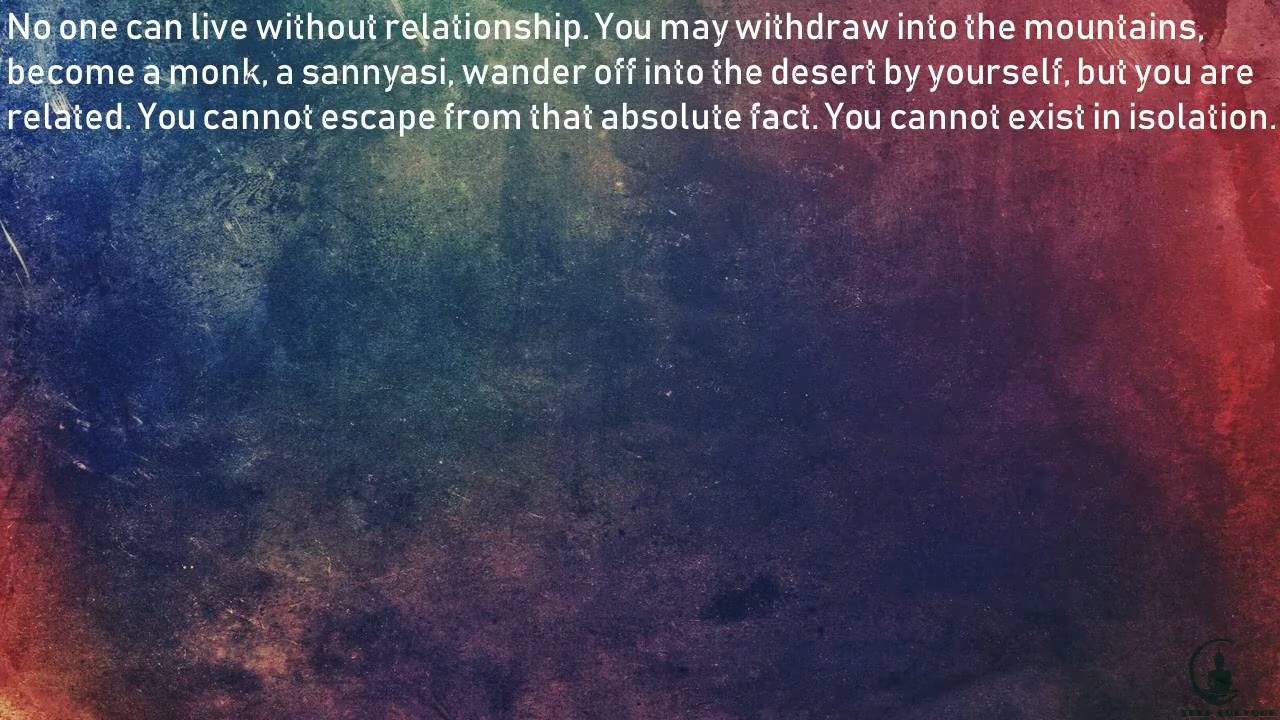 No one can live without relationship. You may withdraw into the mountains,
become a monk, a sannyasi, wander off into the desert by yourself, but you are
related. You cannot escape from that absolute fact. You cannot exist in isolation.